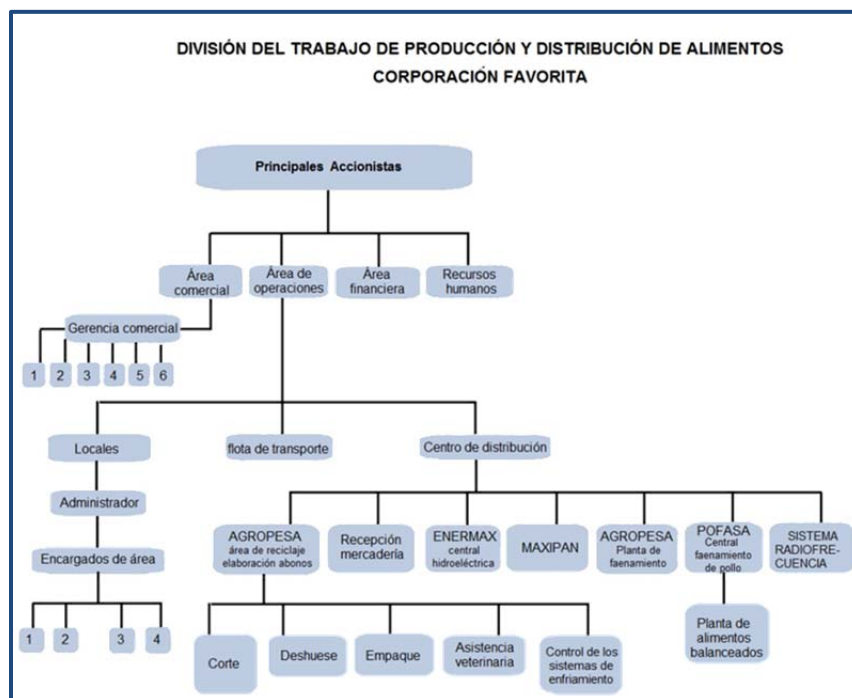 DIVISIÓN DEL TRABAJO DE PRODUCCIÓN Y DISTRIBUCIÓN DE ALIMENTOS
CORPORACIÓN FAVORITA
Principales Accionistas
Área
comercial
Área de
operaciones
Área
financiera
Recursos
humanos
Gerencia comercial
1
2
3
4
5
6
Locales
flota de transporte
Centro de distribución
Administrador
Encargados de área
1
2
3
4
AGROPESA
área de reciclaje
elaboración abonos
Recepción
mercadería
ENERMAX
central
hidroeléctrica
MAXIPAN
AGROPESA
Planta de
faenamiento
POFASA
Central
faenamiento
de pollo
SISTEMA
RADIOFRE-
CUENCIA
Corte
Deshuese
Empaque
Asistencia
veterinaria
Control de los
sistemas de
enfriamiento
Planta de
alimentos
balanceados